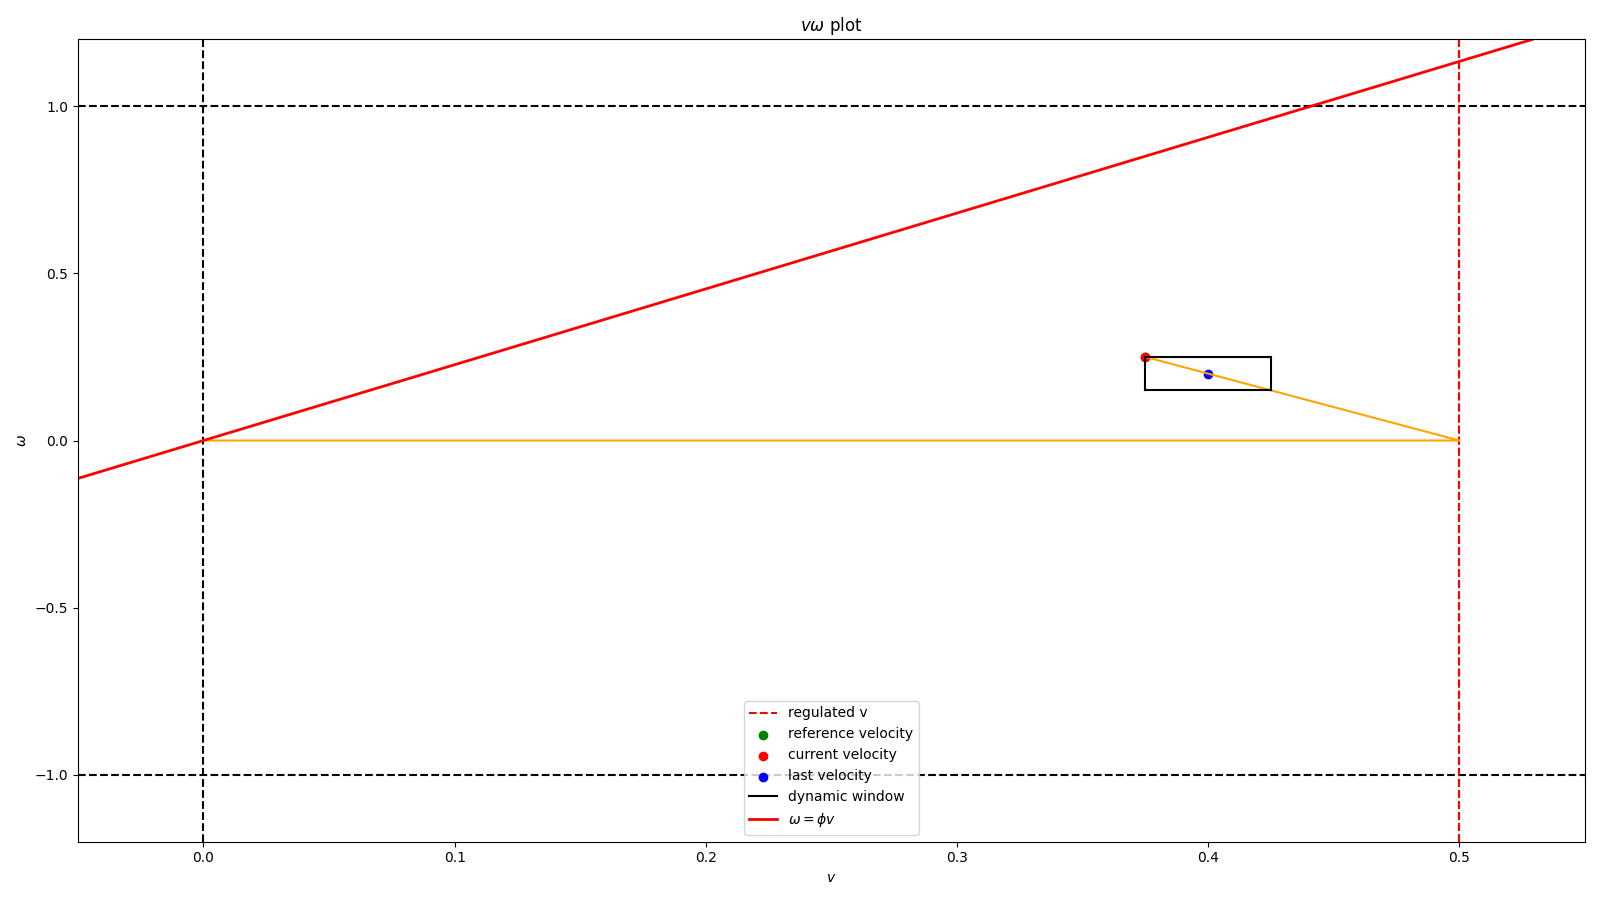 vω plot
1.0
0.5
0.0
−0.5
−1.0
ω
0.0 0.1 0.2 0.3 0.4 0.5
v
regulated v
reference velocity
current velocity
last velocity
dynamic window
ω = ϕv